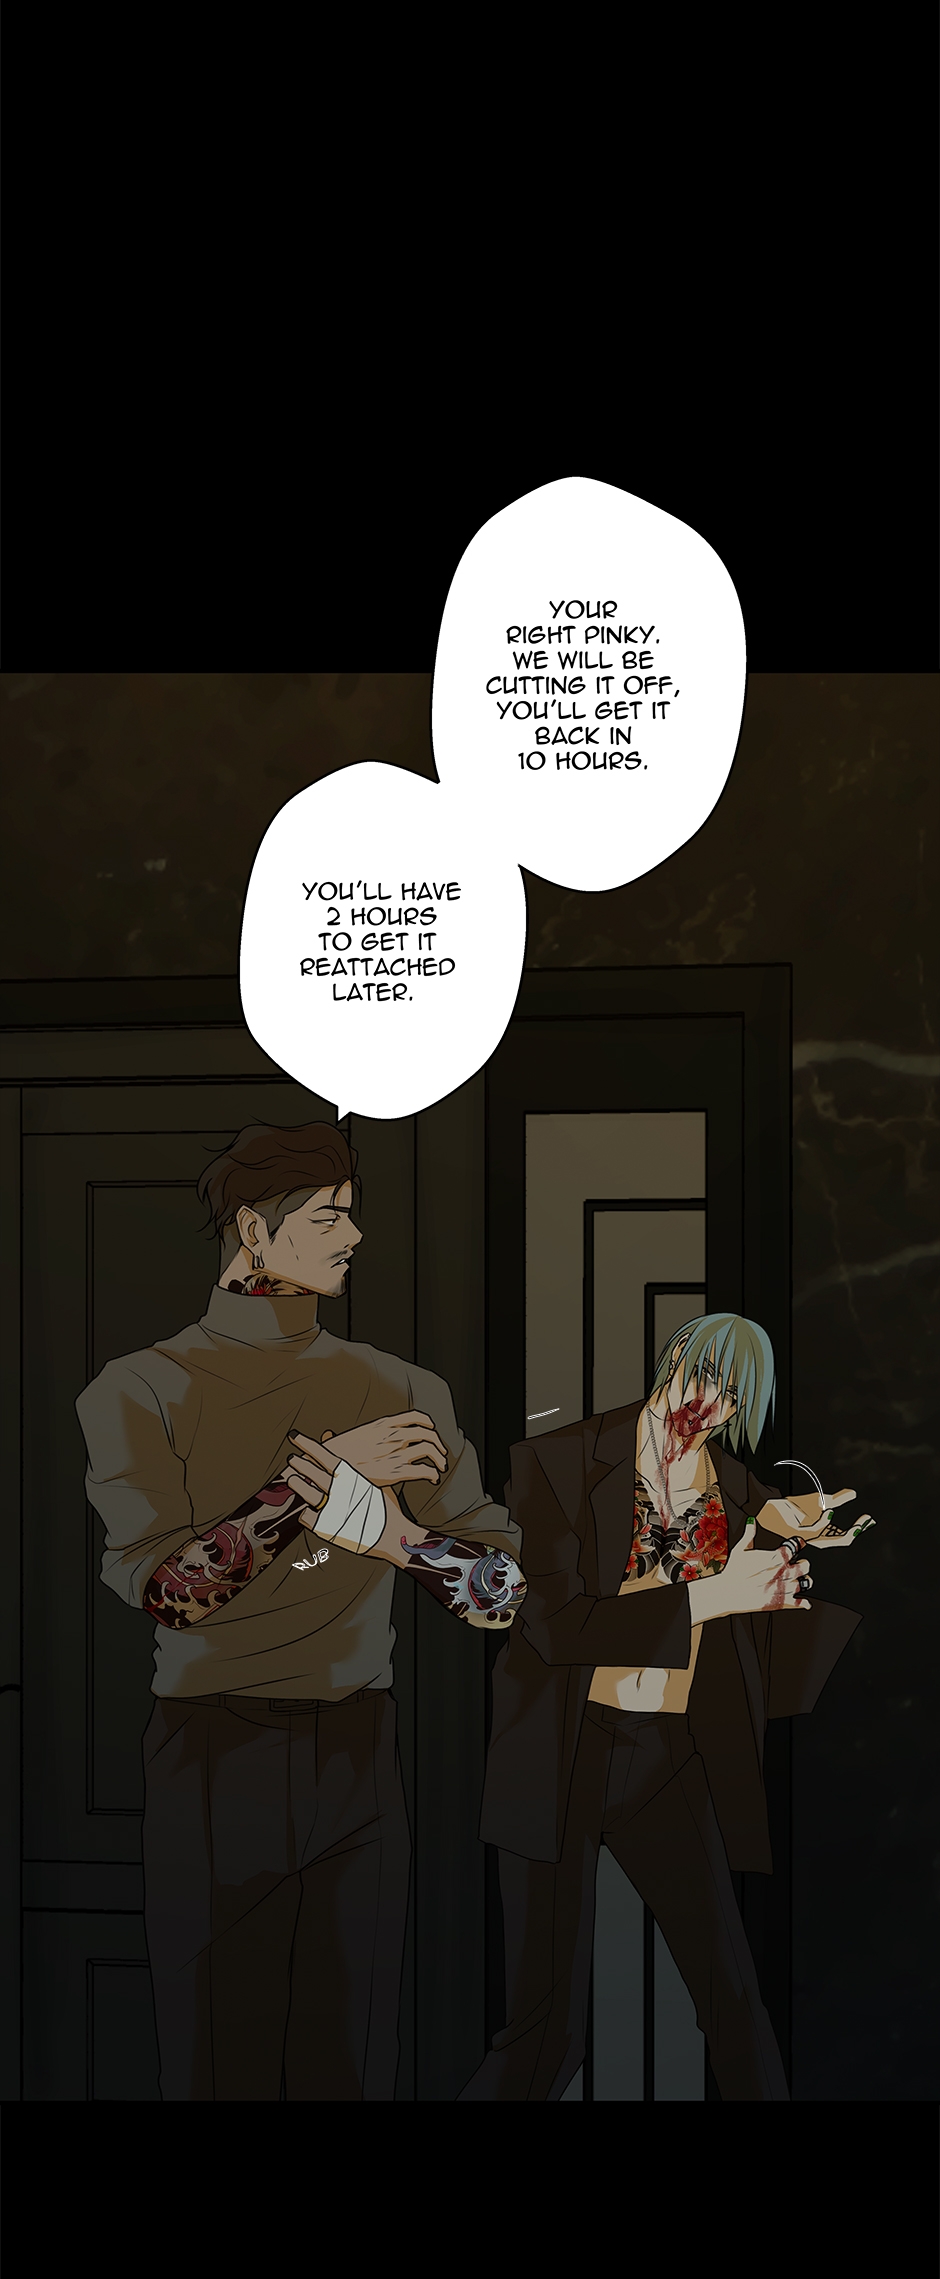 YOUR
RIGHT PINKY.
WE WILL BE
CUTTING IT OFF,
YOU'LL GET IT
BACK IN
10 HOURS.
YOU'LL HAVE
2 HOURS
TO GET IT
REATTACHED
LATER.
RUB